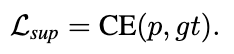 ℒ_sup = CE(p, gt).